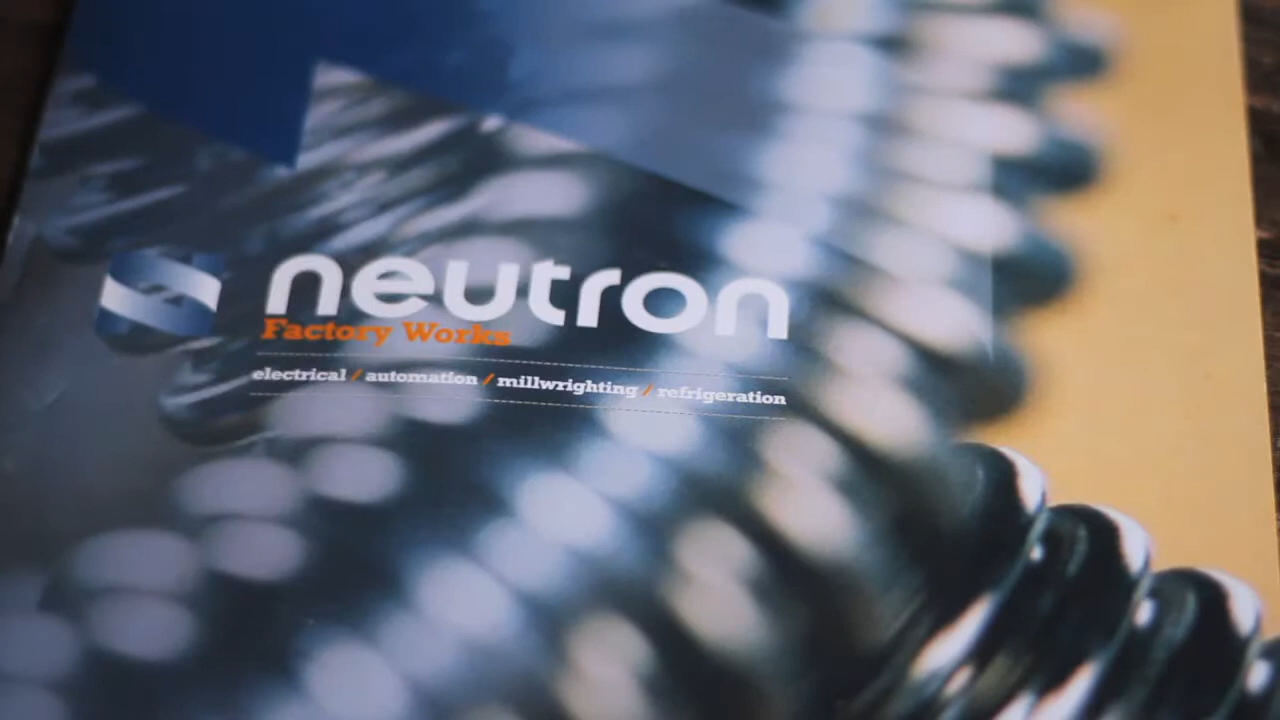 neutron
Factory Works
electrical / automation / millwrighting / refrigeration